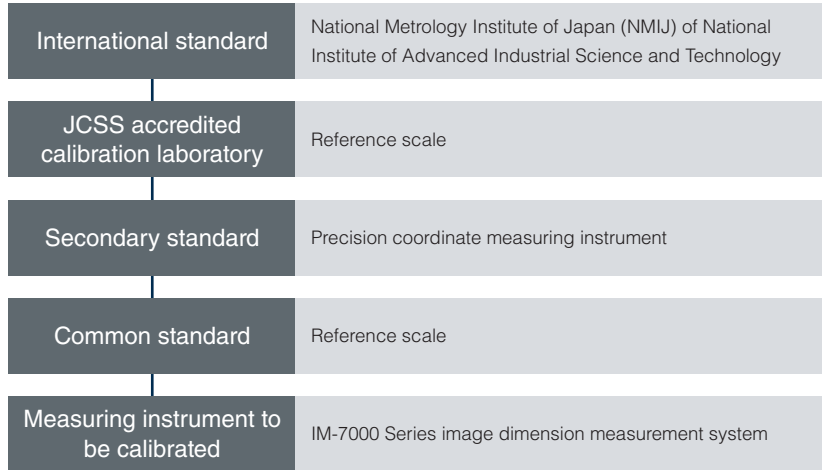 International standard
National Metrology Institute of Japan (NMIJ) of National
Institute of Advanced Industrial Science and Technology
JCSS accredited
calibration laboratory
Reference scale
Secondary standard
Precision coordinate measuring instrument
Common standard
Reference scale
Measuring instrument to
be calibrated
IM-7000 Series image dimension measurement system